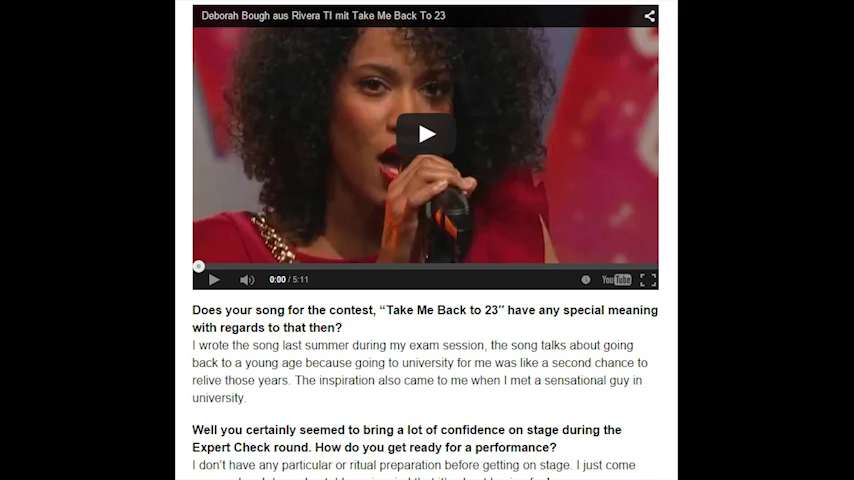 Deborah Bough aus Rivera TI mit Take Me Back To 23
0:00 / 5:11
YouTube
Does your song for the contest, “Take Me Back to 23″ have any special meaning
with regards to that then?
I wrote the song last summer during my exam session, the song talks about going
back to a young age because going to university for me was like a second chance to
relive those years. The inspiration also came to me when I met a sensational guy in
university.
Well you certainly seemed to bring a lot of confidence on stage during the
Expert Check round. How do you get ready for a performance?
I don’t have any particular or ritual preparation before getting on stage. I just come